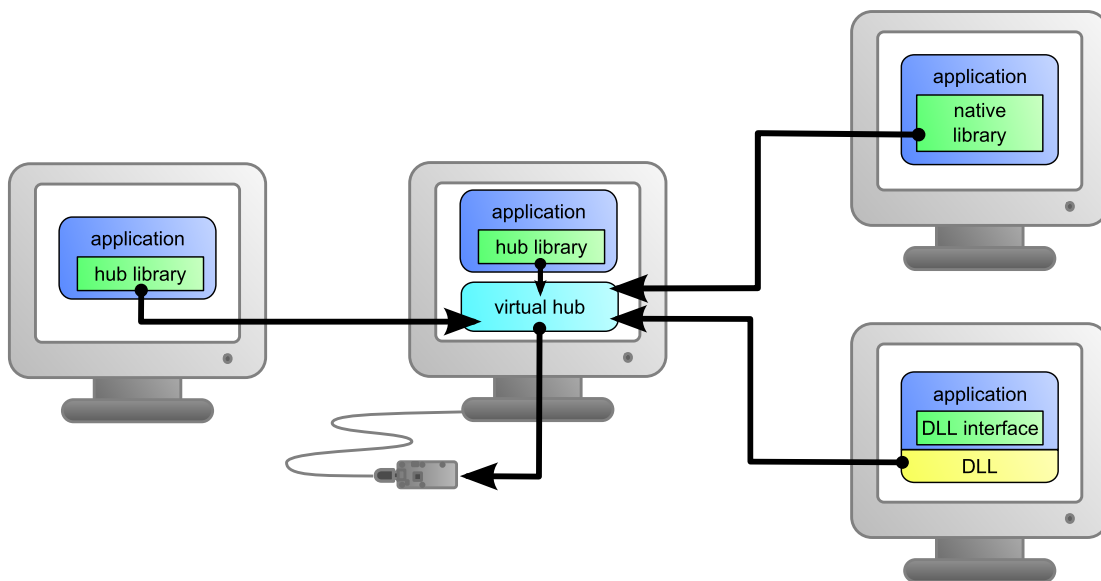 application
hub library
application
hub library
virtual hub
application
native
library
application
DLL interface
DLL